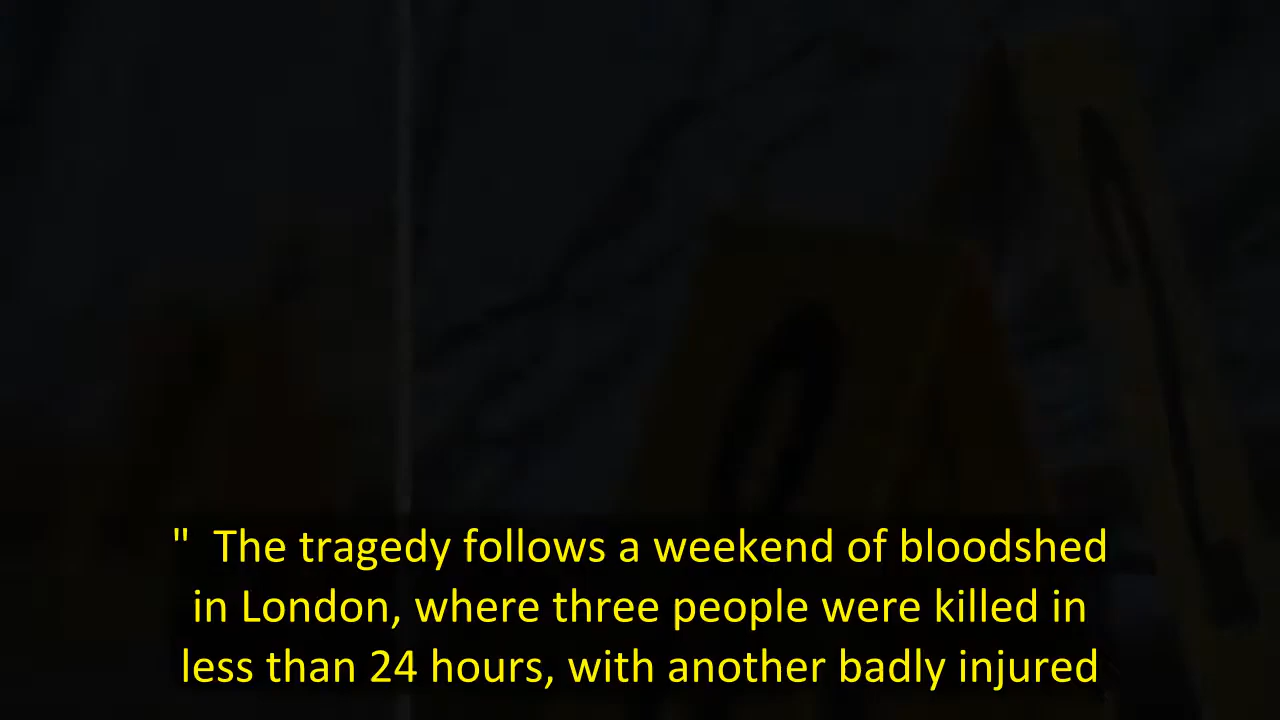 "  The tragedy follows a weekend of bloodshed
in London, where three people were killed in
less than 24 hours, with another badly injured